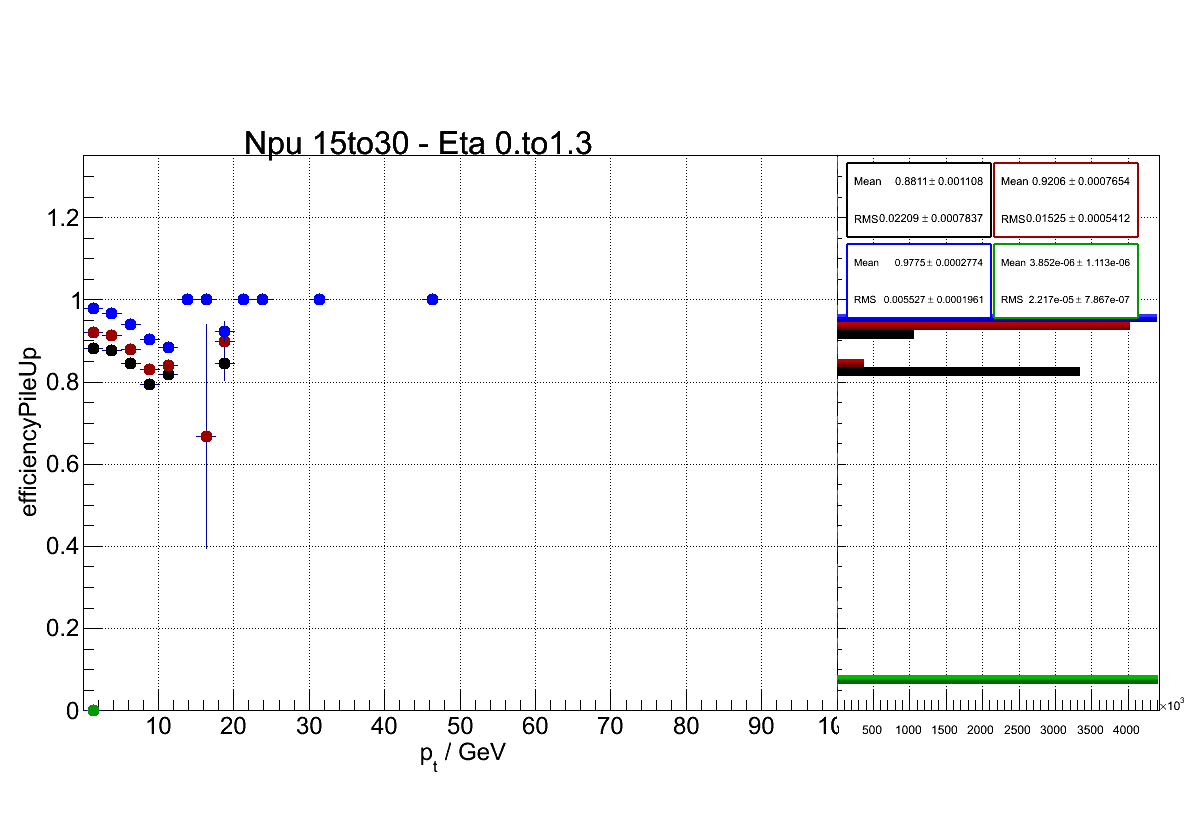 Npu 15to30 - Eta 0.to1.3
efficiencyPileUp
1.2
1
0.8
0.6
0.4
0.2
0
10 20 30 40 50 60 70 80 90 10
p_t / GeV
Mean 0.8811 ± 0.001108
RMS 0.02209 ± 0.0007837
Mean 0.9206 ± 0.0007654
RMS 0.01525 ± 0.0005412
Mean 0.9775 ± 0.0002774
RMS 0.005527 ± 0.0001961
Mean 3.852e-06 ± 1.113e-06
RMS 2.217e-05 ± 7.867e-07
×10³
500 1000 1500 2000 2500 3000 3500 4000